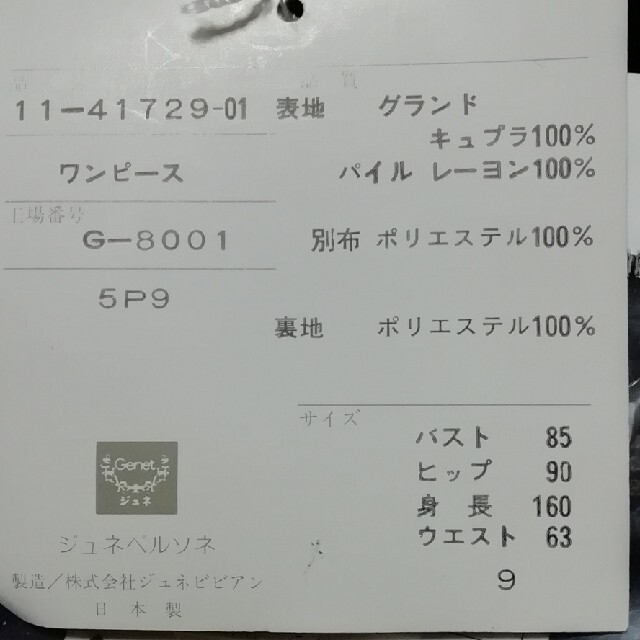 品質
11-41729-01
表地 グランド
キュプラ100%
ワンピース
パイル レーヨン100%
工場番号
G-8001
別布 ポリエステル100%
5P9
裏地 ポリエステル100%
サイズ
バスト 85
ヒップ 90
身長 160
ウエスト 63
9
Genet
ジュネ
ジュネベルソネ
製造/株式会社ジュネビビアン
日本製